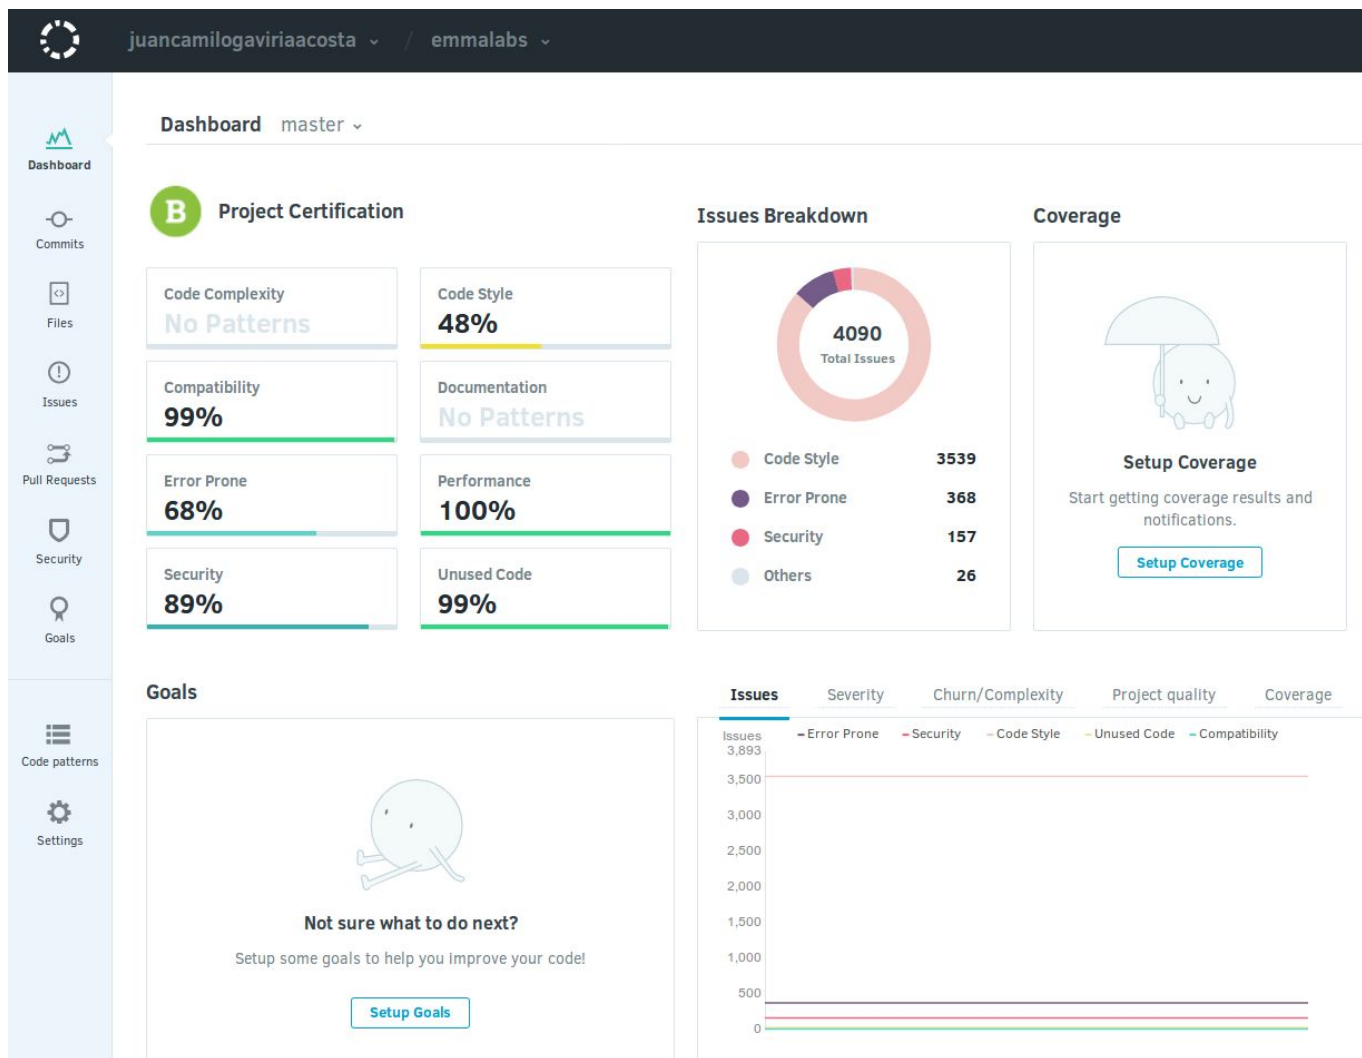 juancamilogaviriaacosta / emmalabs
Dashboard master
Dashboard
Commits
Files
Issues
Pull Requests
Security
Goals
Code patterns
Settings
B Project Certification
Code Complexity
No Patterns
Code Style
48%
Compatibility
99%
Documentation
No Patterns
Error Prone
68%
Performance
100%
Security
89%
Unused Code
99%
Issues Breakdown
4090
Total Issues
Code Style 3539
Error Prone 368
Security 157
Others 26
Coverage
Setup Coverage
Start getting coverage results and
notifications.
Setup Coverage
Goals
Not sure what to do next?
Setup some goals to help you improve your code!
Setup Goals
Issues Severity Churn/Complexity Project quality Coverage
Issues
Error Prone Security Code Style Unused Code Compatibility
3,893
3,500
3,000
2,500
2,000
1,500
1,000
500
0